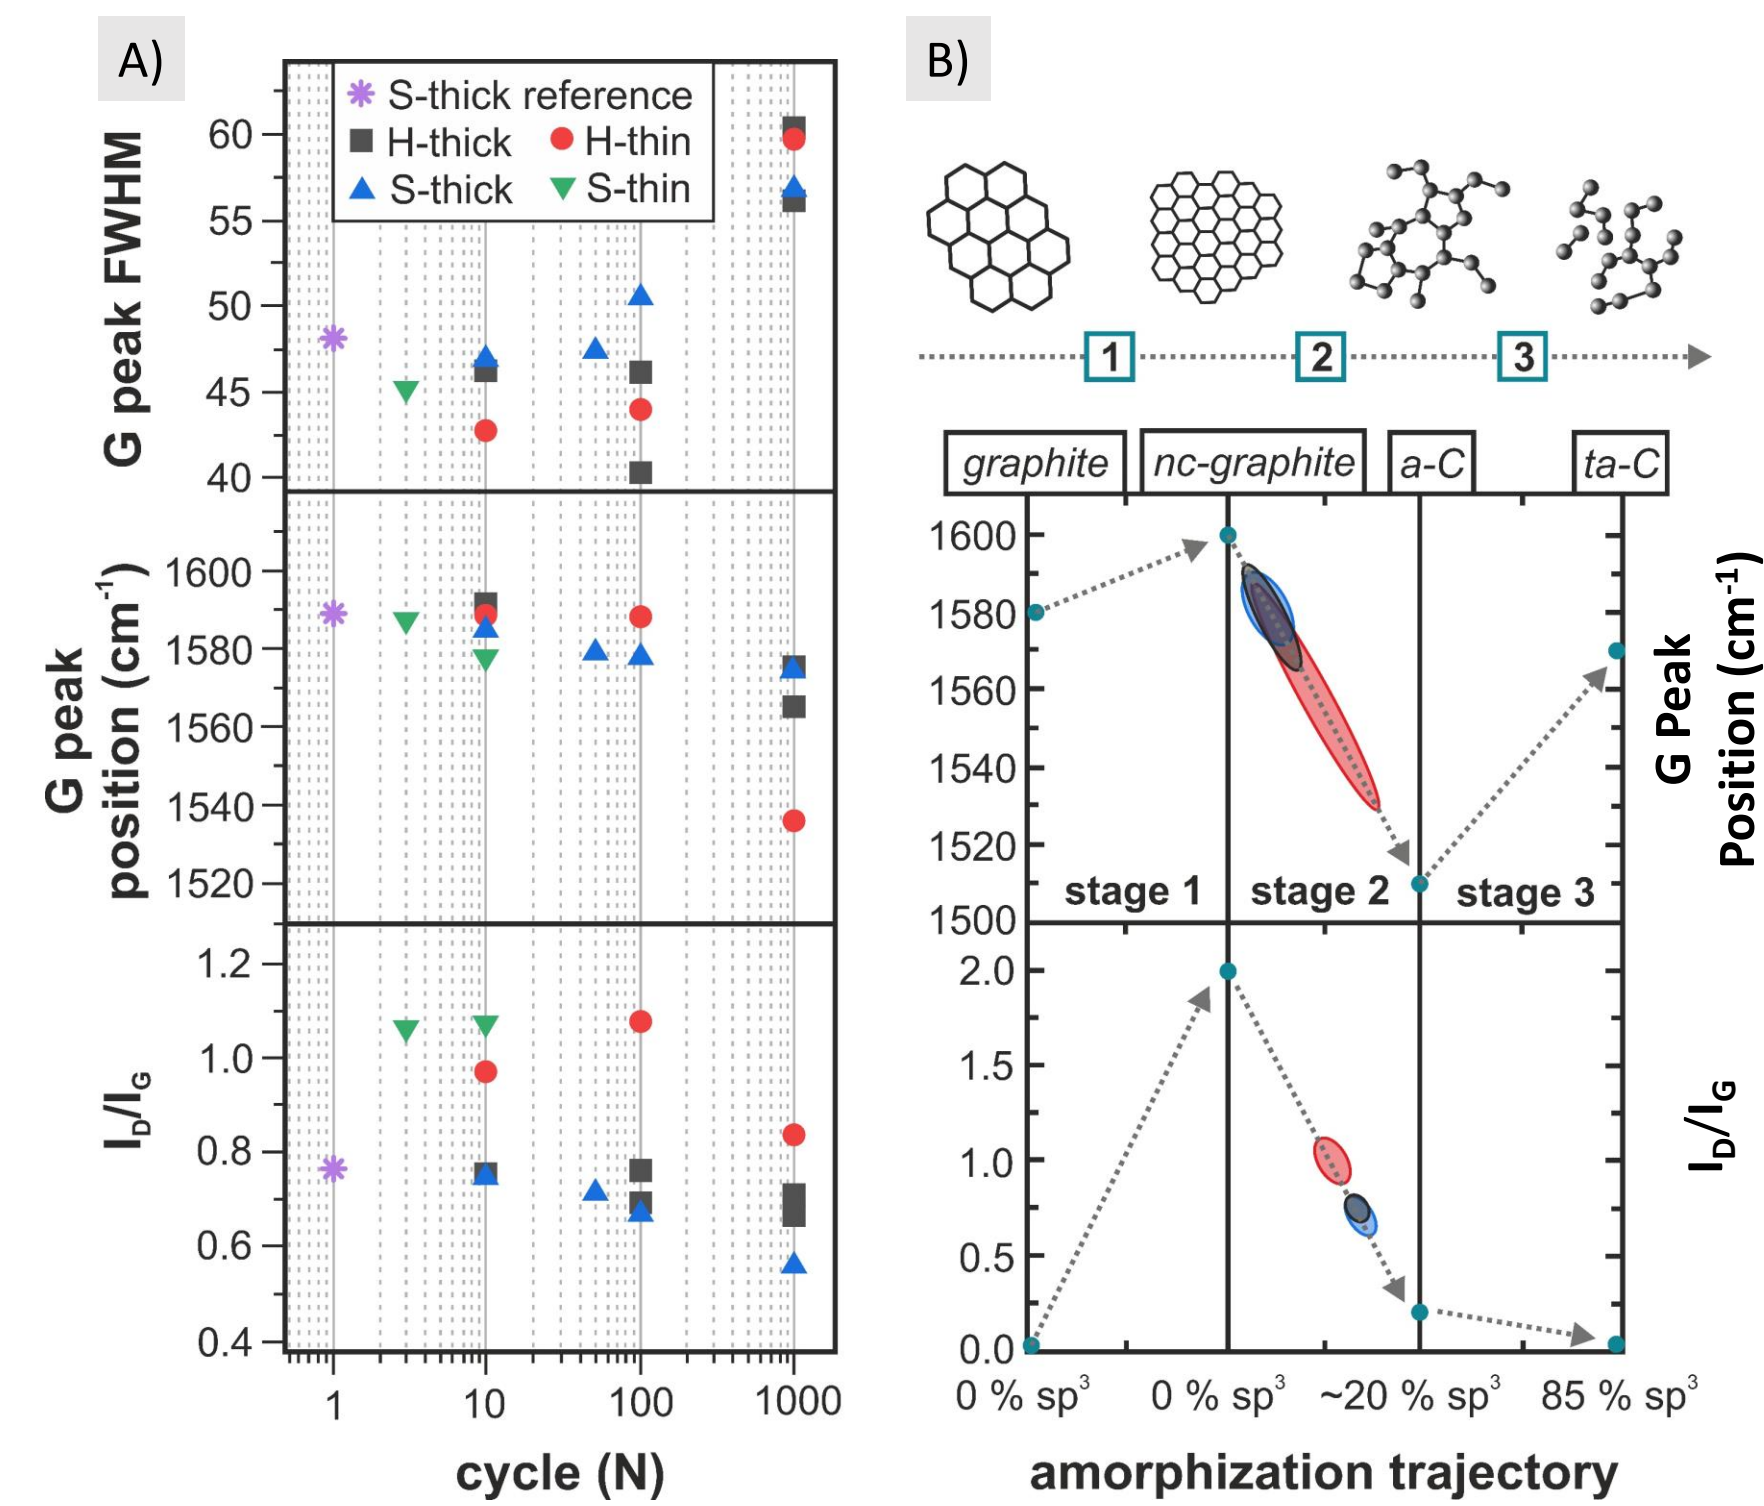 A)
S-thick reference
H-thick
H-thin
S-thick
S-thin
G peak FWHM
60
55
50
45
40
G peak
position (cm⁻¹)
1600
1580
1560
1540
1520
I_D/I_G
1.2
1.0
0.8
0.6
0.4
1
10
100
1000
cycle (N)
B)
1
2
3
graphite
nc-graphite
a-C
ta-C
1600
1580
1560
1540
1520
1500
stage 1
stage 2
stage 3
G Peak
Position (cm⁻¹)
2.0
1.5
1.0
0.5
0.0
I_D/I_G
0 % sp³
0 % sp³
~20 % sp³
85 % sp³
amorphization trajectory